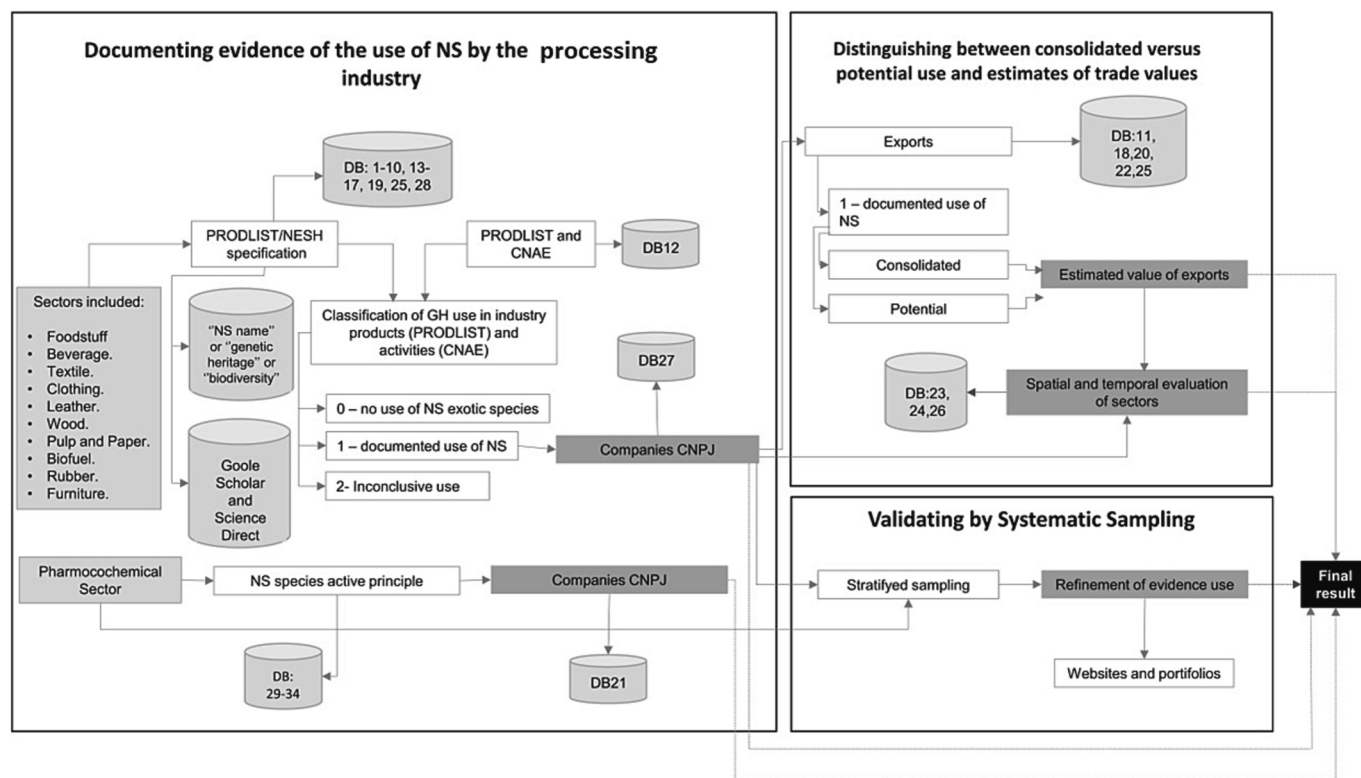 Documenting evidence of the use of NS by the processing
industry
DB: 1-10, 13-
17, 19, 25, 28
PRODLIST/NESH
specification
PRODLIST and
CNAE
DB12
Sectors included:
• Foodstuff
• Beverage.
• Textile.
• Clothing.
• Leather.
• Wood.
• Pulp and Paper.
• Biofuel.
• Rubber.
• Furniture.
"NS name"
or "genetic
heritage" or
"biodiversity"
Classification of GH use in industry
products (PRODLIST) and
activities (CNAE)
DB27
0 – no use of NS exotic species
1 – documented use of NS
2- Inconclusive use
Companies CNPJ
Goole
Scholar
and
Science
Direct
Pharmocochemical
Sector
NS species active principle
Companies CNPJ
DB:
29-34
DB21
Distinguishing between consolidated versus
potential use and estimates of trade values
Exports
DB:11,
18,20,
22,25
1 – documented use of
NS
Consolidated
Potential
Estimated value of exports
DB:23,
24,26
Spatial and temporal evaluation
of sectors
Validating by Systematic Sampling
Stratifyed sampling
Refinement of evidence use
Websites and portifolios
Final
result